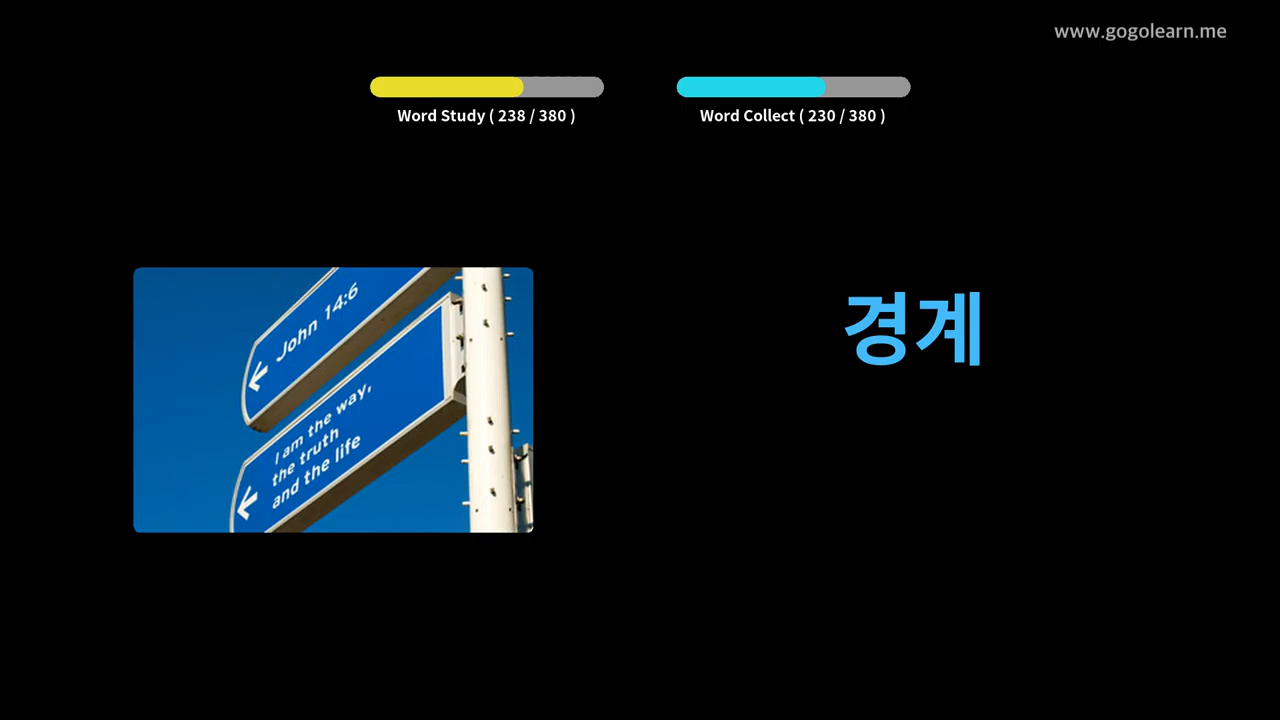 www.gogolearn.me
Word Study ( 238 / 380 )
Word Collect ( 230 / 380 )
John 14:6
I am the way,
the truth
and the life
경계